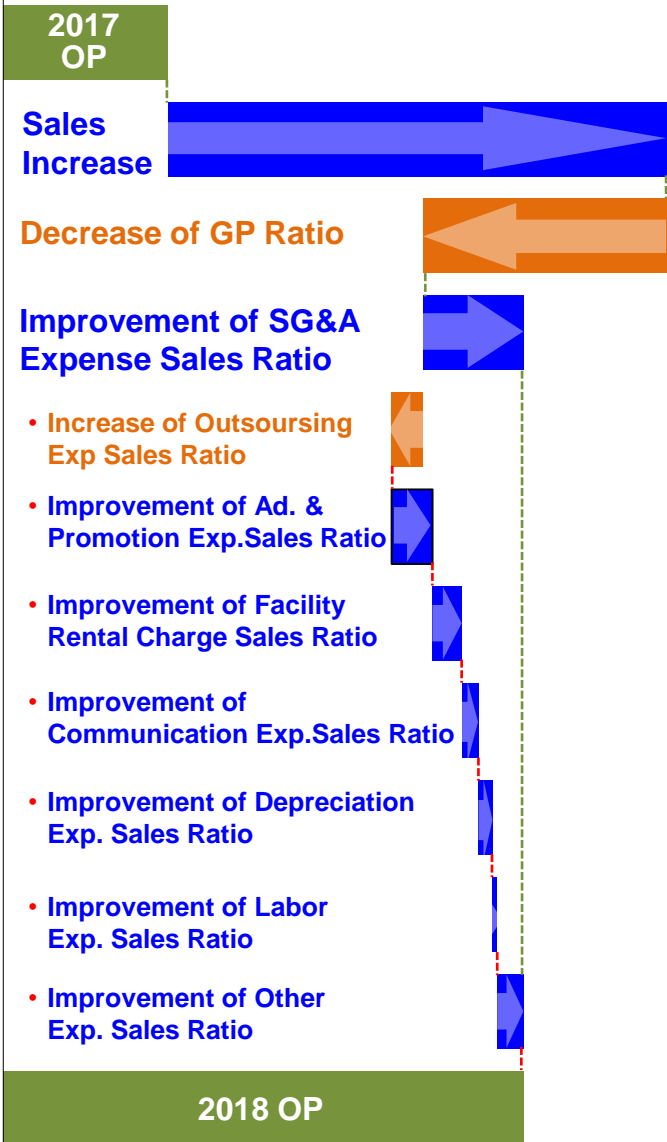 2017
OP
Sales
Increase
Decrease of GP Ratio
Improvement of SG&A
Expense Sales Ratio
• Increase of Outsoursing
Exp Sales Ratio
• Improvement of Ad. &
Promotion Exp.Sales Ratio
• Improvement of Facility
Rental Charge Sales Ratio
• Improvement of
Communication Exp.Sales Ratio
• Improvement of Depreciation
Exp. Sales Ratio
• Improvement of Labor
Exp. Sales Ratio
• Improvement of Other
Exp. Sales Ratio
2018 OP